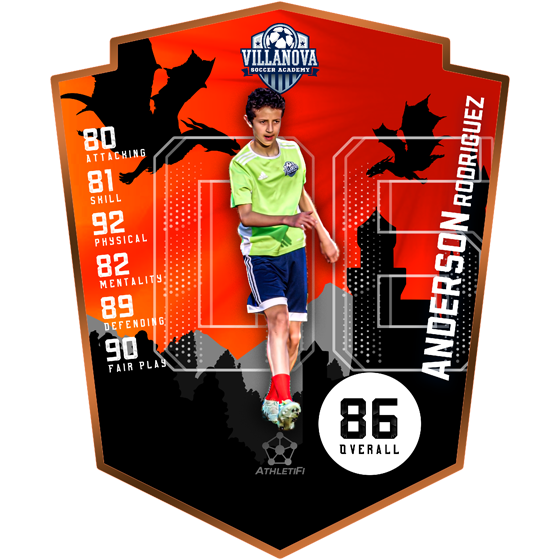 VILLANOVA
SOCCER ACADEMY
80
ATTACKING
81
SKILL
92
PHYSICAL
82
MENTALITY
89
DEFENDING
90
FAIR PLAY
ANDERSON RODRIGUEZ
86
OVERALL
ATHLETIFI